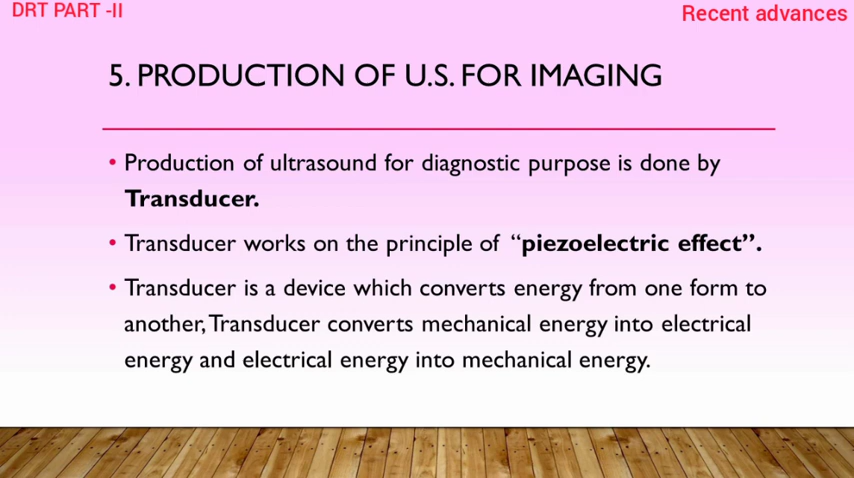 DRT PART -II
Recent advances
5. PRODUCTION OF U.S. FOR IMAGING
• Production of ultrasound for diagnostic purpose is done by
Transducer.
• Transducer works on the principle of “piezoelectric effect”.
• Transducer is a device which converts energy from one form to
another, Transducer converts mechanical energy into electrical
energy and electrical energy into mechanical energy.